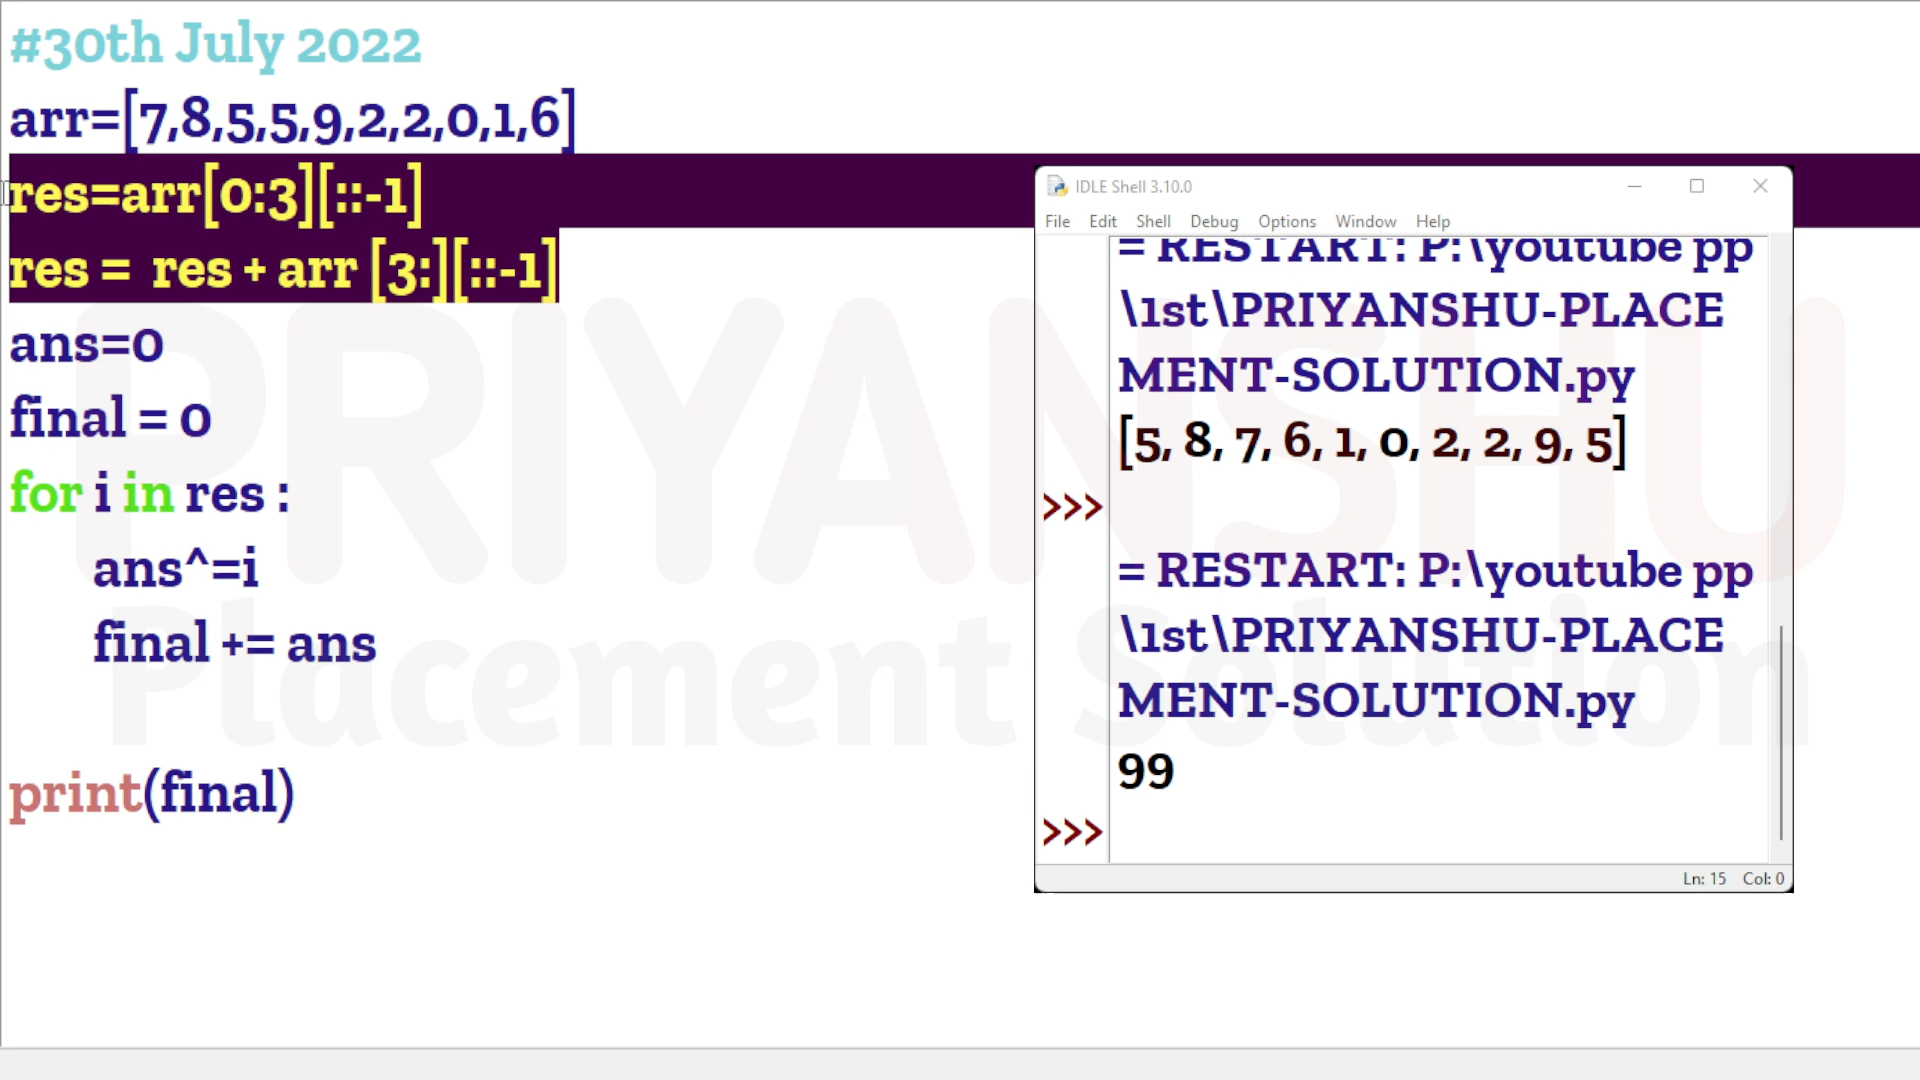 #30th July 2022
arr=[7,8,5,5,9,2,2,0,1,6]
res=arr[0:3][::-1]
res = res + arr [3:][::-1]
ans=0
final = 0
for i in res :
ans^=i
final += ans
print(final)
IDLE Shell 3.10.0
File Edit Shell Debug Options Window Help
= RESTART: P:\youtube pp
\1st\PRIYANSHU-PLACE
MENT-SOLUTION.py
[5, 8, 7, 6, 1, 0, 2, 2, 9, 5]
>>>
= RESTART: P:\youtube pp
\1st\PRIYANSHU-PLACE
MENT-SOLUTION.py
99
>>>
Ln: 15 Col: 0
PRIYANSHU
Placement Solution